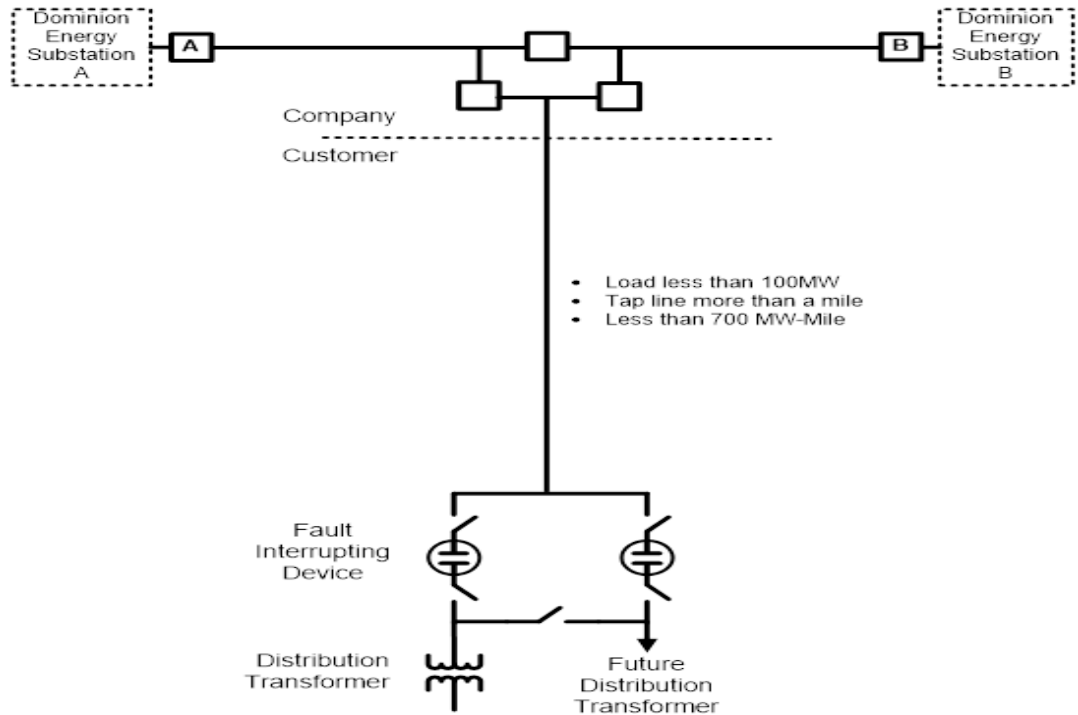 Dominion
Energy
Substation
A
A
B
Dominion
Energy
Substation
B
Company
Customer
• Load less than 100MW
• Tap line more than a mile
• Less than 700 MW-Mile
Fault
Interrupting
Device
Distribution
Transformer
Future
Distribution
Transformer